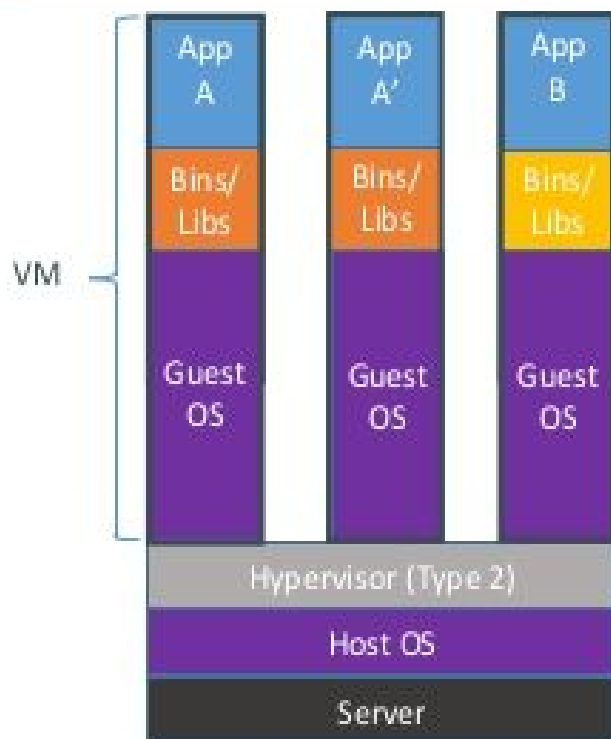 App
A
App
A’
App
B
Bins/
Libs
Bins/
Libs
Bins/
Libs
VM
Guest
OS
Guest
OS
Guest
OS
Hypervisor (Type 2)
Host OS
Server